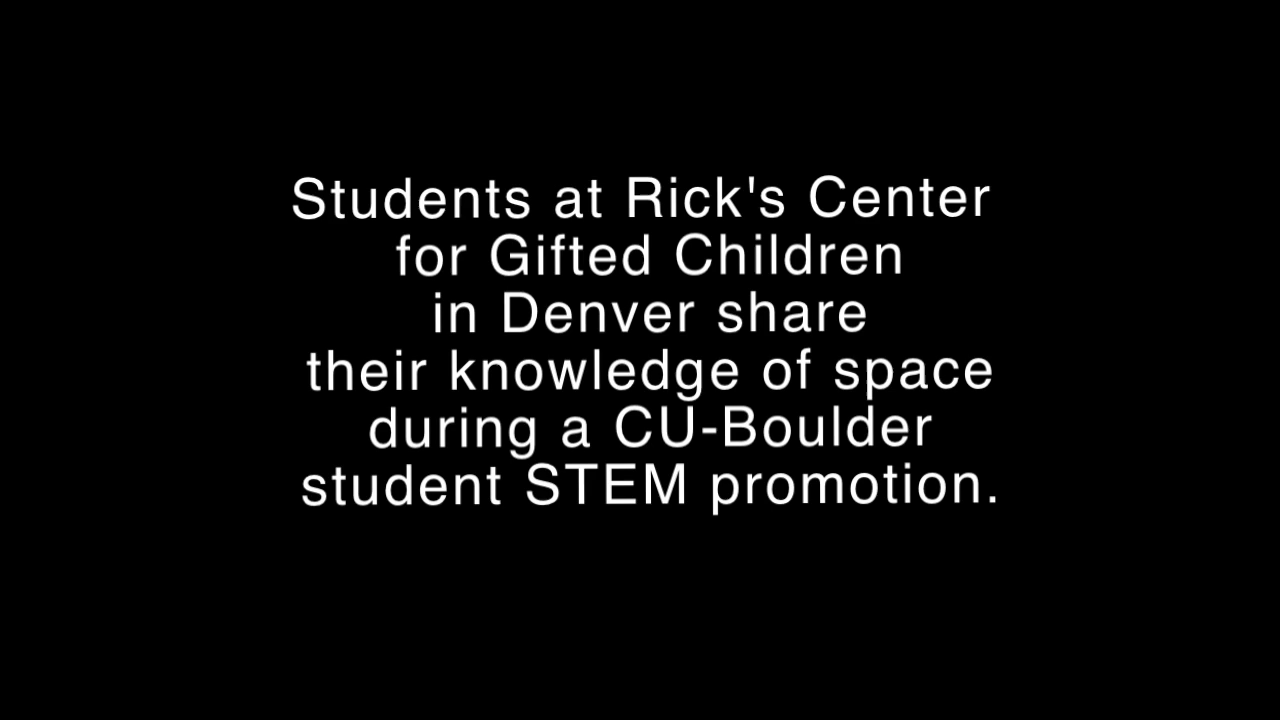 Students at Rick's Center
for Gifted Children
in Denver share
their knowledge of space
during a CU-Boulder
student STEM promotion.